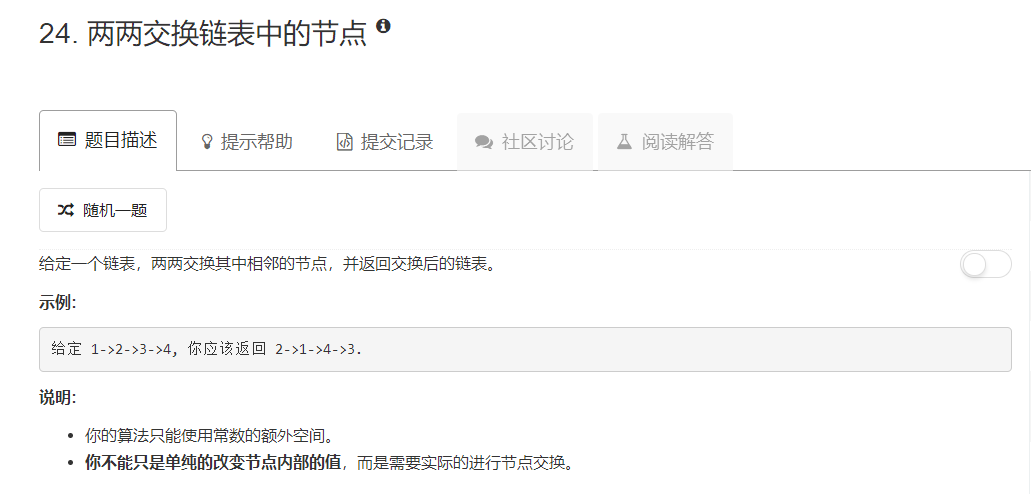 24. 两两交换链表中的节点
题目描述 提示帮助 提交记录 社区讨论 阅读解答
随机一题
给定一个链表，两两交换其中相邻的节点，并返回交换后的链表。
示例:
给定 1->2->3->4, 你应该返回 2->1->4->3.
说明:
• 你的算法只能使用常数的额外空间。
• 你不能只是单纯的改变节点内部的值，而是需要实际的进行节点交换。